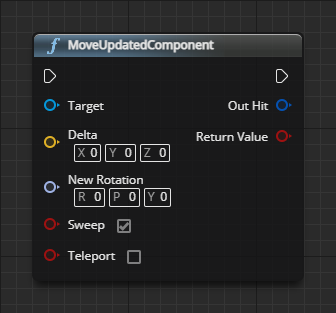 f MoveUpdatedComponent
Target Out Hit
Delta Return Value
X 0 Y 0 Z 0
New Rotation
R 0 P 0 Y 0
Sweep
Teleport